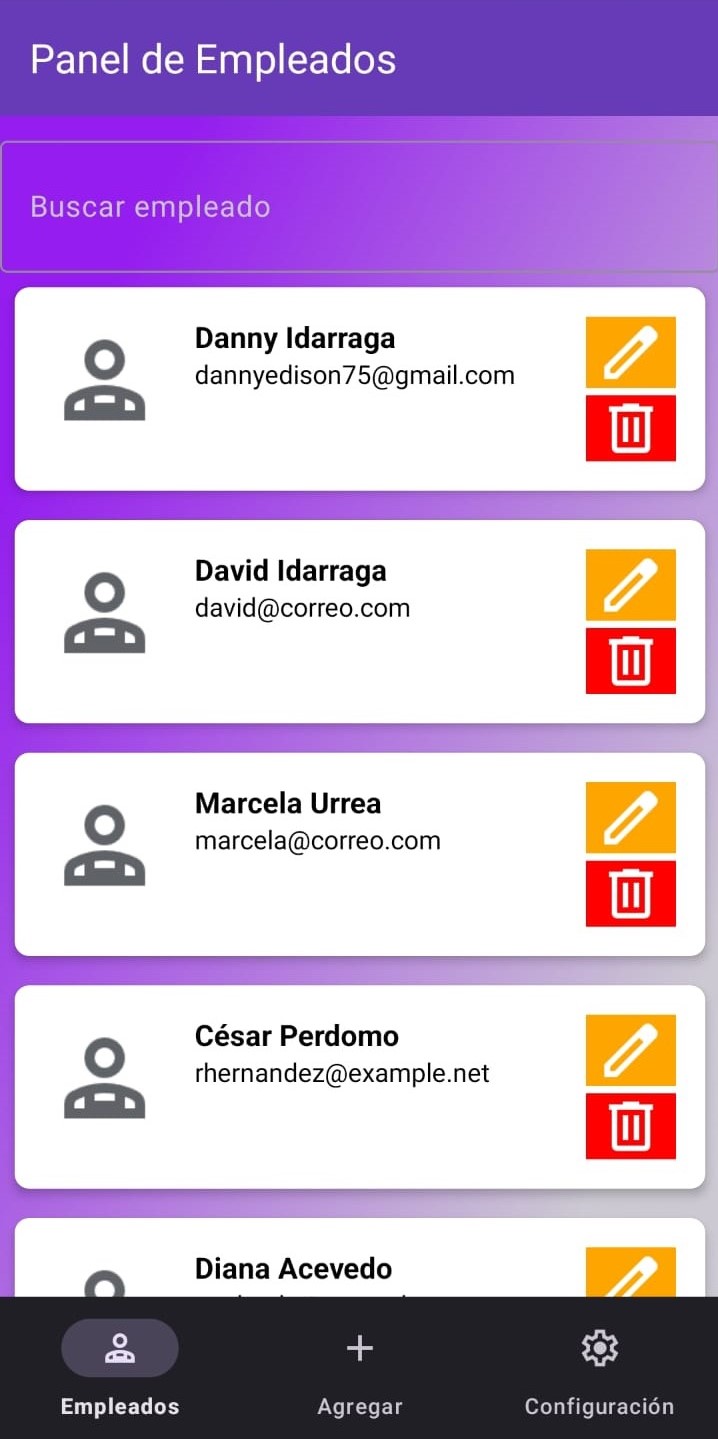 Panel de Empleados
Buscar empleado
Danny Idarraga
dannyedison75@gmail.com
David Idarraga
david@correo.com
Marcela Urrea
marcela@correo.com
César Perdomo
rhernandez@example.net
Diana Acevedo
Empleados
Agregar
Configuración